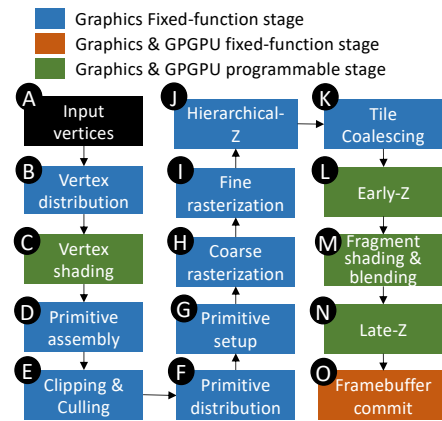 Graphics Fixed-function stage
Graphics & GPGPU fixed-function stage
Graphics & GPGPU programmable stage
A
Input
vertices
B
Vertex
distribution
C
Vertex
shading
D
Primitive
assembly
E
Clipping &
Culling
F
Primitive
distribution
G
Primitive
setup
H
Coarse
rasterization
I
Fine
rasterization
J
Hierarchical-
Z
K
Tile
Coalescing
L
Early-Z
M
Fragment
shading &
blending
N
Late-Z
O
Framebuffer
commit